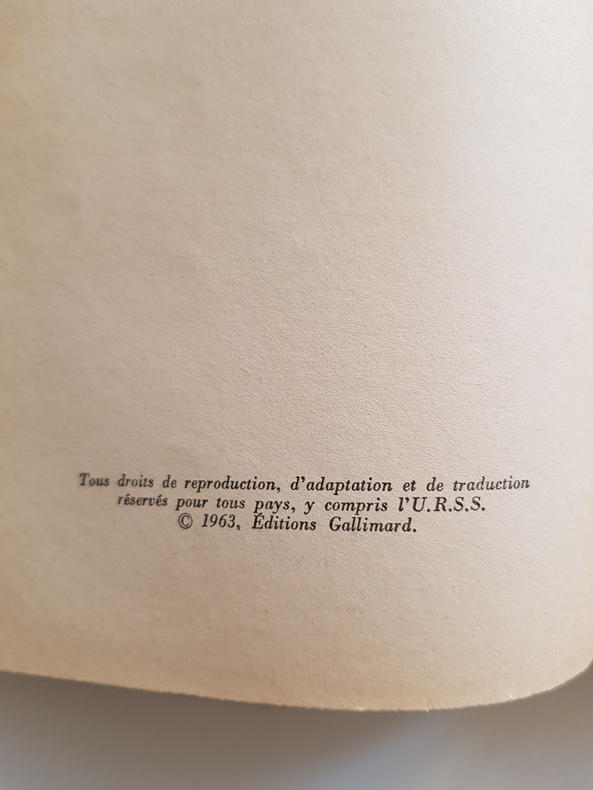 Tous droits de reproduction, d'adaptation et de traduction
réservés pour tous pays, y compris l'U.R.S.S.
© 1963, Éditions Gallimard.